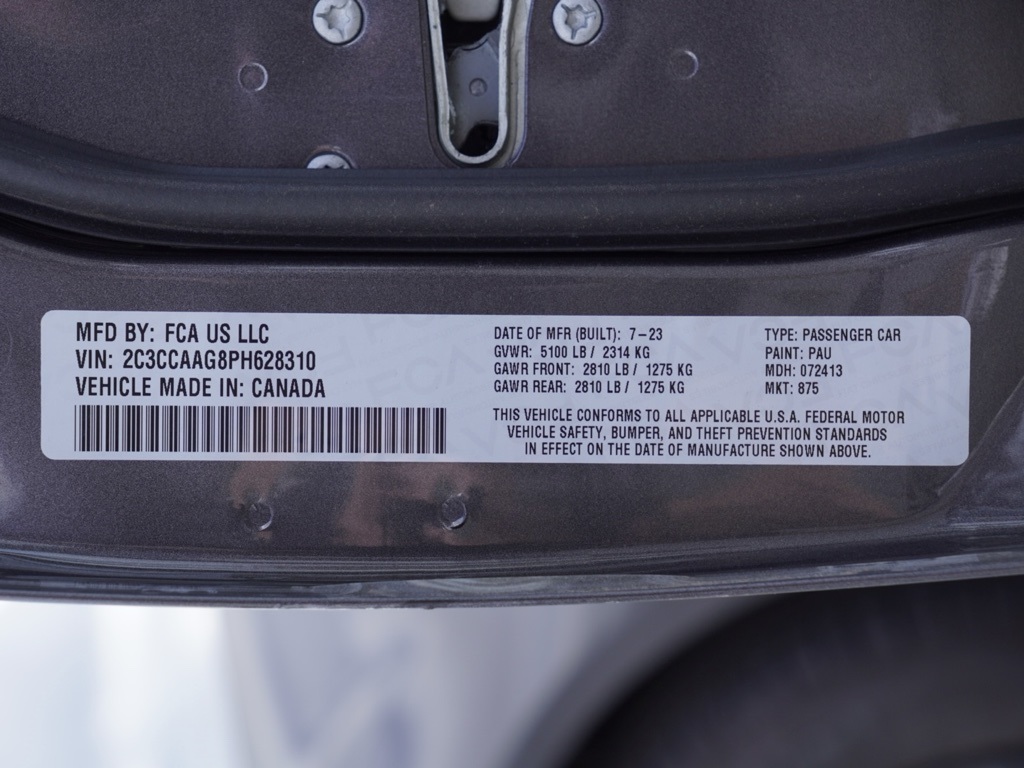 MFD BY: FCA US LLC
VIN: 2C3CCAAG8PH628310
VEHICLE MADE IN: CANADA
DATE OF MFR (BUILT): 7-23
GVWR: 5100 LB / 2314 KG
GAWR FRONT: 2810 LB / 1275 KG
GAWR REAR: 2810 LB / 1275 KG
TYPE: PASSENGER CAR
PAINT: PAU
MDH: 072413
MKT: 875
THIS VEHICLE CONFORMS TO ALL APPLICABLE U.S.A. FEDERAL MOTOR
VEHICLE SAFETY, BUMPER, AND THEFT PREVENTION STANDARDS
IN EFFECT ON THE DATE OF MANUFACTURE SHOWN ABOVE.